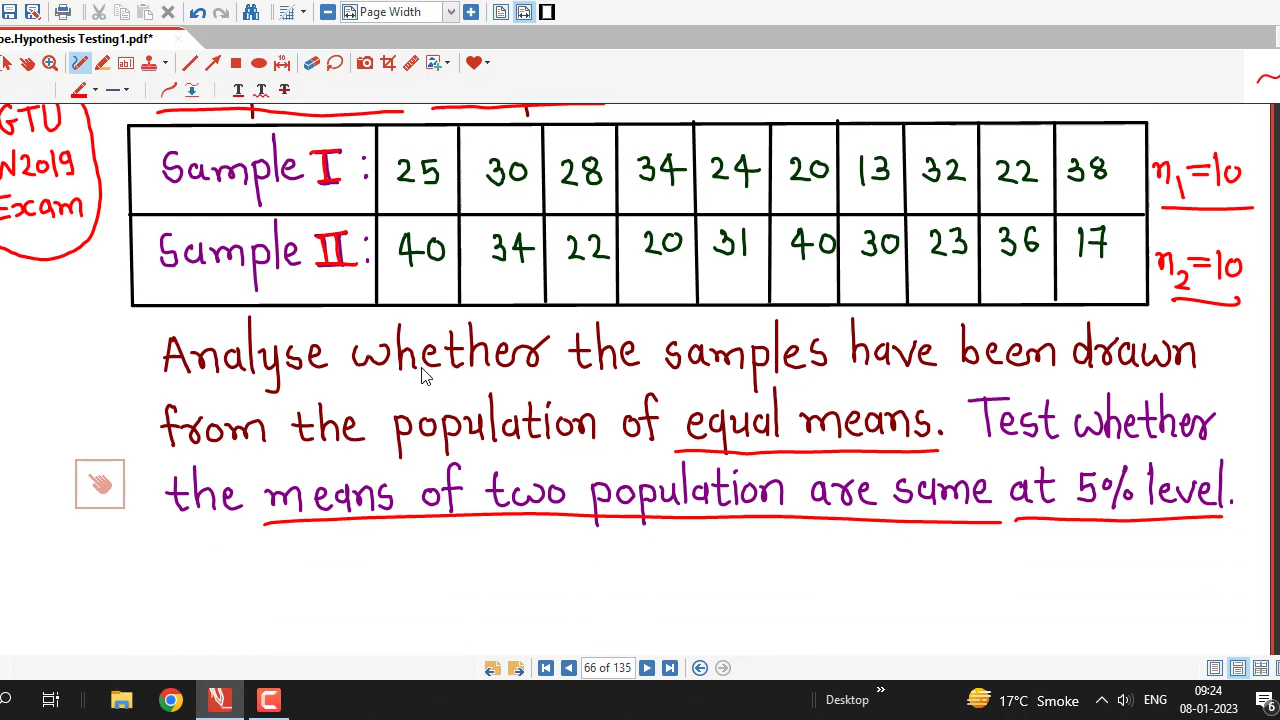 Page Width
pe.Hypothesis Testing1.pdf*
GTU
W2019
Exam
Sample I : 25 30 28 34 24 20 13 32 22 38 n₁=10
Sample II : 40 34 22 20 31 40 30 23 36 17 n₂=10
Analyse whether the samples have been drawn
from the population of equal means. Test whether
the means of two population are same at 5% level.
66 of 135
Desktop » 17°C Smoke ENG 09:24
08-01-2023 6